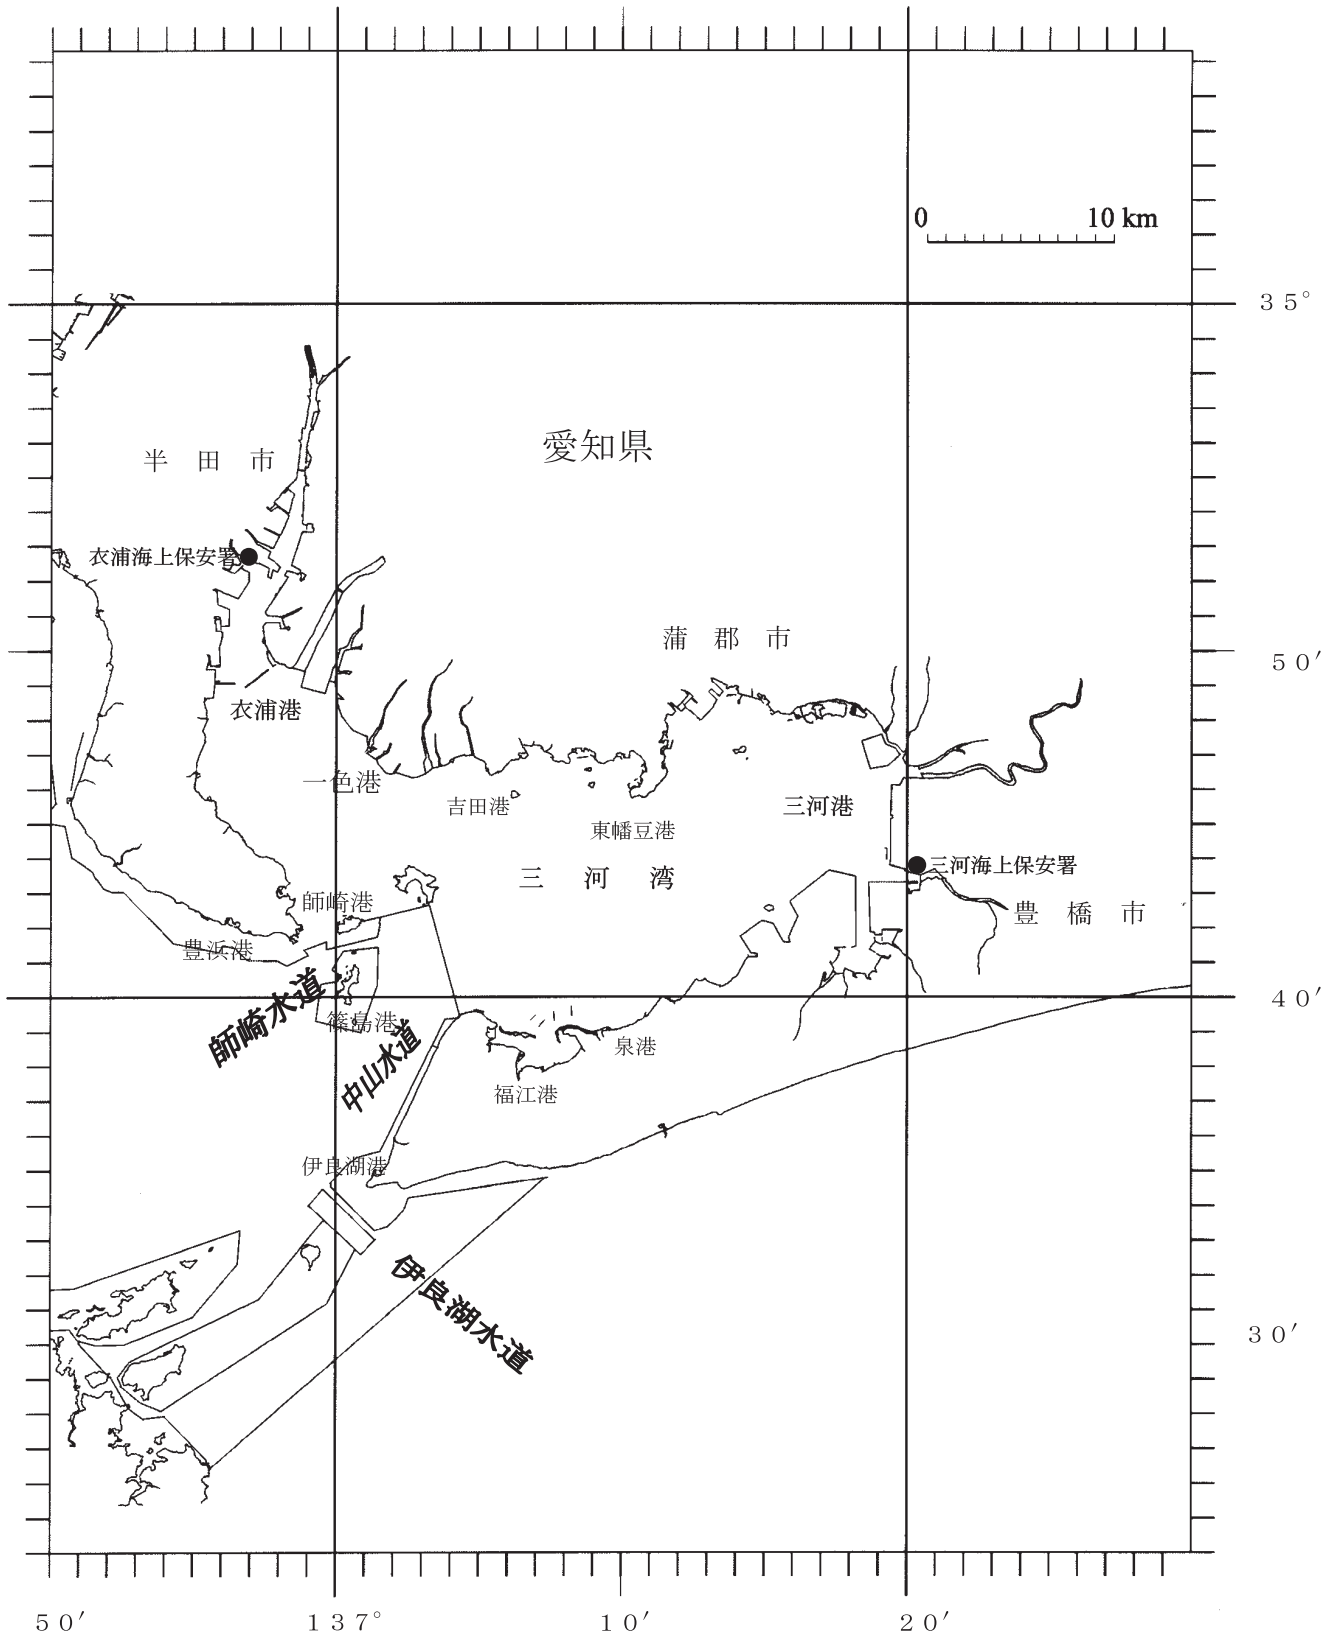 0 10 km
35°
愛知県
半田市
衣浦海上保安署
蒲郡市
50′
衣浦港
一色港
吉田港
三河港
東幡豆港
三河湾
三河海上保安署
師崎港
豊橋市
豊浜港
師崎水道
40′
篠島港
中山水道
泉港
福江港
伊良湖港
伊良湖水道
30′
50′ 137° 10′ 20′